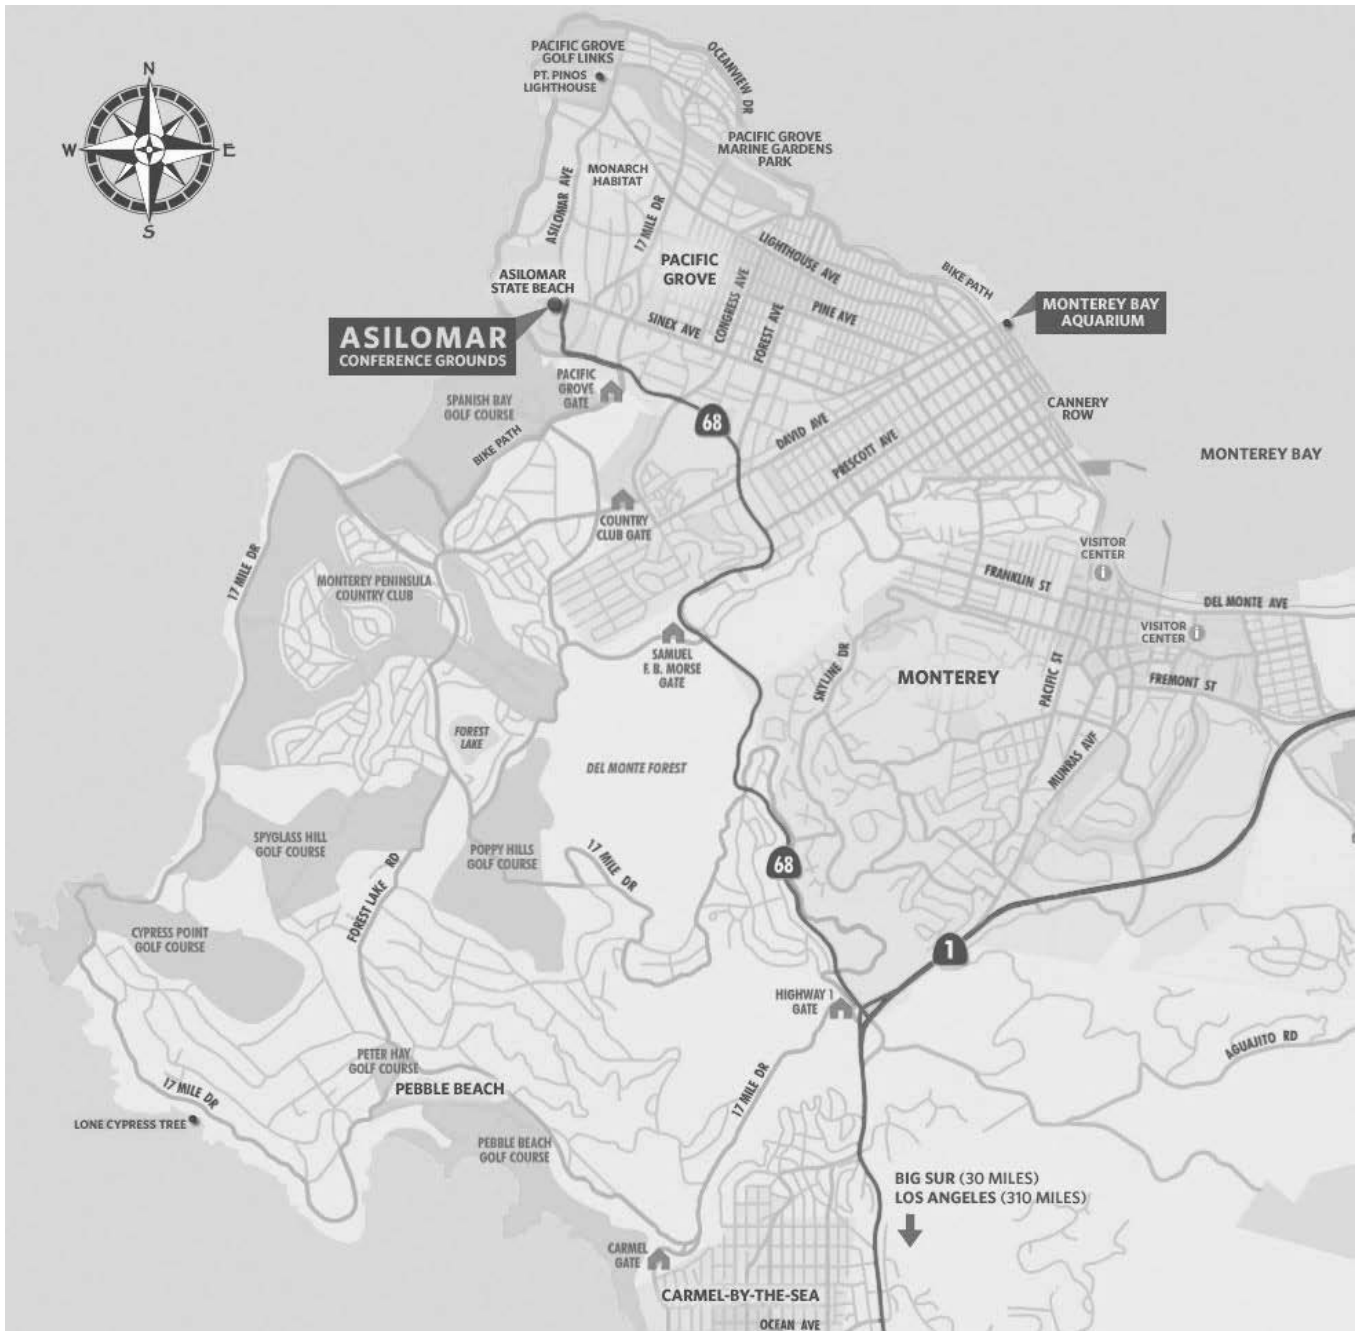 PACIFIC GROVE
GOLF LINKS
PT. PINOS
LIGHTHOUSE
OCEANVIEW DR
N
W
E
S
PACIFIC GROVE
MARINE GARDENS
PARK
MONARCH
HABITAT
ASILOMAR AVE
17 MILE DR
LIGHTHOUSE AVE
PACIFIC
GROVE
ASILOMAR
STATE BEACH
BIKE PATH
MONTEREY BAY
AQUARIUM
CONGRESS AVE
FOREST AVE
PINE AVE
SINEX AVE
ASILOMAR
CONFERENCE GROUNDS
PACIFIC
GROVE
GATE
SPANISH BAY
GOLF COURSE
68
CANNERY
ROW
BIKE PATH
DAVID AVE
PRESCOTT AVE
MONTEREY BAY
COUNTRY
CLUB GATE
VISITOR
CENTER
i
17 MILE DR
MONTEREY PENINSULA
COUNTRY CLUB
FRANKLIN ST
DEL MONTE AVE
VISITOR
CENTER
i
SAMUEL
F. B. MORSE
GATE
SKYLINE DR
MONTEREY
PACIFIC ST
FREMONT ST
FOREST
LAKE
DEL MONTE FOREST
MUNRAS AVE
SPYGLASS HILL
GOLF COURSE
POPPY HILLS
GOLF COURSE
17 MILE DR
68
FOREST LAKE RD
CYPRESS POINT
GOLF COURSE
1
HIGHWAY 1
GATE
AGUAJITO RD
PETER HAY
GOLF COURSE
PEBBLE BEACH
17 MILE DR
17 MILE DR
LONE CYPRESS TREE
PEBBLE BEACH
GOLF COURSE
BIG SUR (30 MILES)
LOS ANGELES (310 MILES)
CARMEL
GATE
CARMEL-BY-THE-SEA
OCEAN AVE